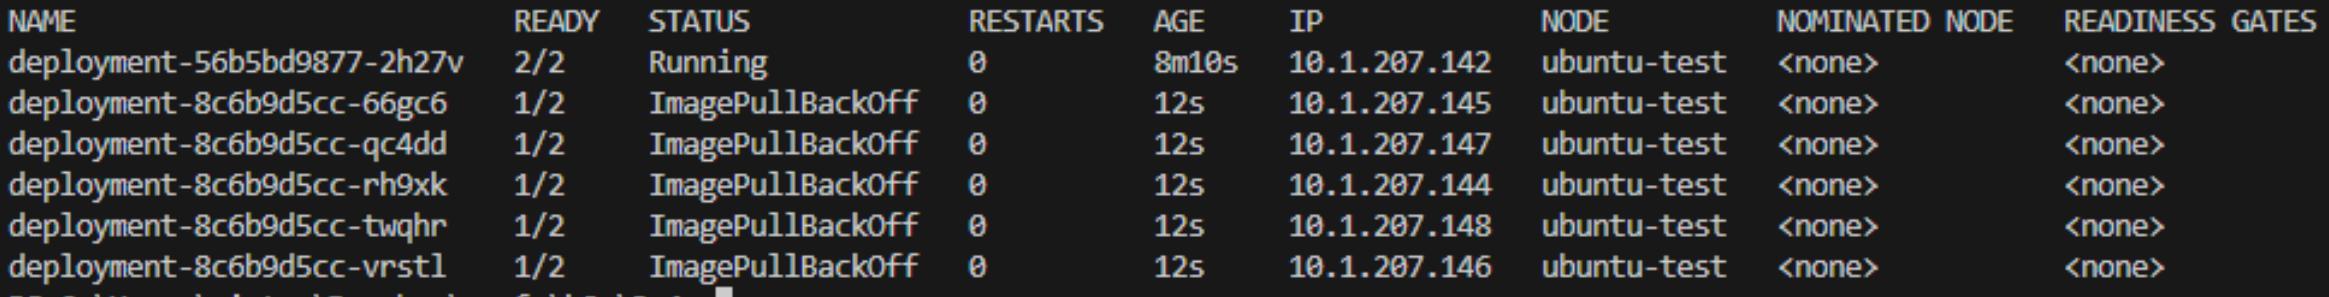 NAME READY STATUS RESTARTS AGE IP NODE NOMINATED NODE READINESS GATES
deployment-56b5bd9877-2h27v 2/2 Running 0 8m10s 10.1.207.142 ubuntu-test <none> <none>
deployment-8c6b9d5cc-66gc6 1/2 ImagePullBackOff 0 12s 10.1.207.145 ubuntu-test <none> <none>
deployment-8c6b9d5cc-qc4dd 1/2 ImagePullBackOff 0 12s 10.1.207.147 ubuntu-test <none> <none>
deployment-8c6b9d5cc-rh9xk 1/2 ImagePullBackOff 0 12s 10.1.207.144 ubuntu-test <none> <none>
deployment-8c6b9d5cc-twqhr 1/2 ImagePullBackOff 0 12s 10.1.207.148 ubuntu-test <none> <none>
deployment-8c6b9d5cc-vrstl 1/2 ImagePullBackOff 0 12s 10.1.207.146 ubuntu-test <none> <none>